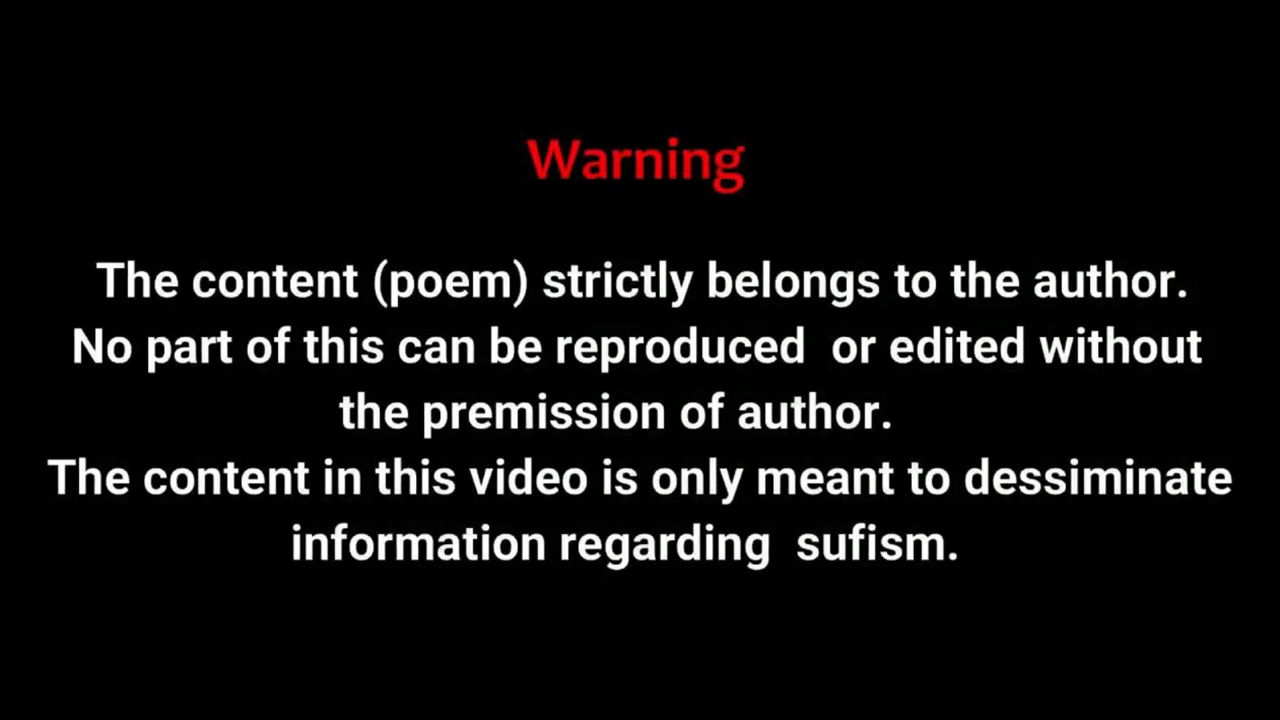 Warning
The content (poem) strictly belongs to the author.
No part of this can be reproduced  or edited without
the premission of author.
The content in this video is only meant to dessiminate
information regarding  sufism.